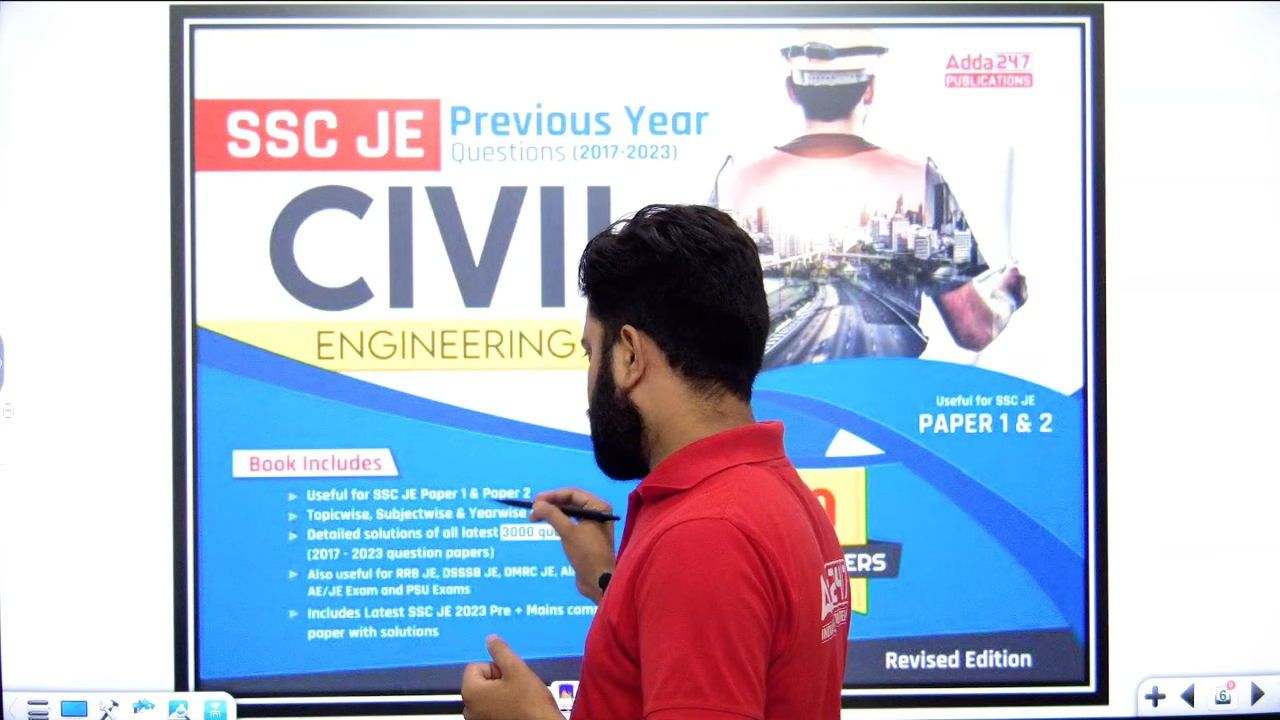 Adda247
PUBLICATIONS
SSC JE
Previous Year
Questions (2017-2023)
CIVIL
ENGINEERING
Useful for SSC JE
PAPER 1 & 2
Book Includes
Useful for SSC JE Paper 1 & Paper 2
Topicwise, Subjectwise & Yearwise
Detailed solutions of all latest 3000
(2017 - 2023 question papers)
Also useful for RRB JE, DSSSB JE, DMRC JE,
AE/JE Exam and PSU Exams
Includes Latest SSC JE 2023 Pre + Mains
paper with solutions
Revised Edition
6